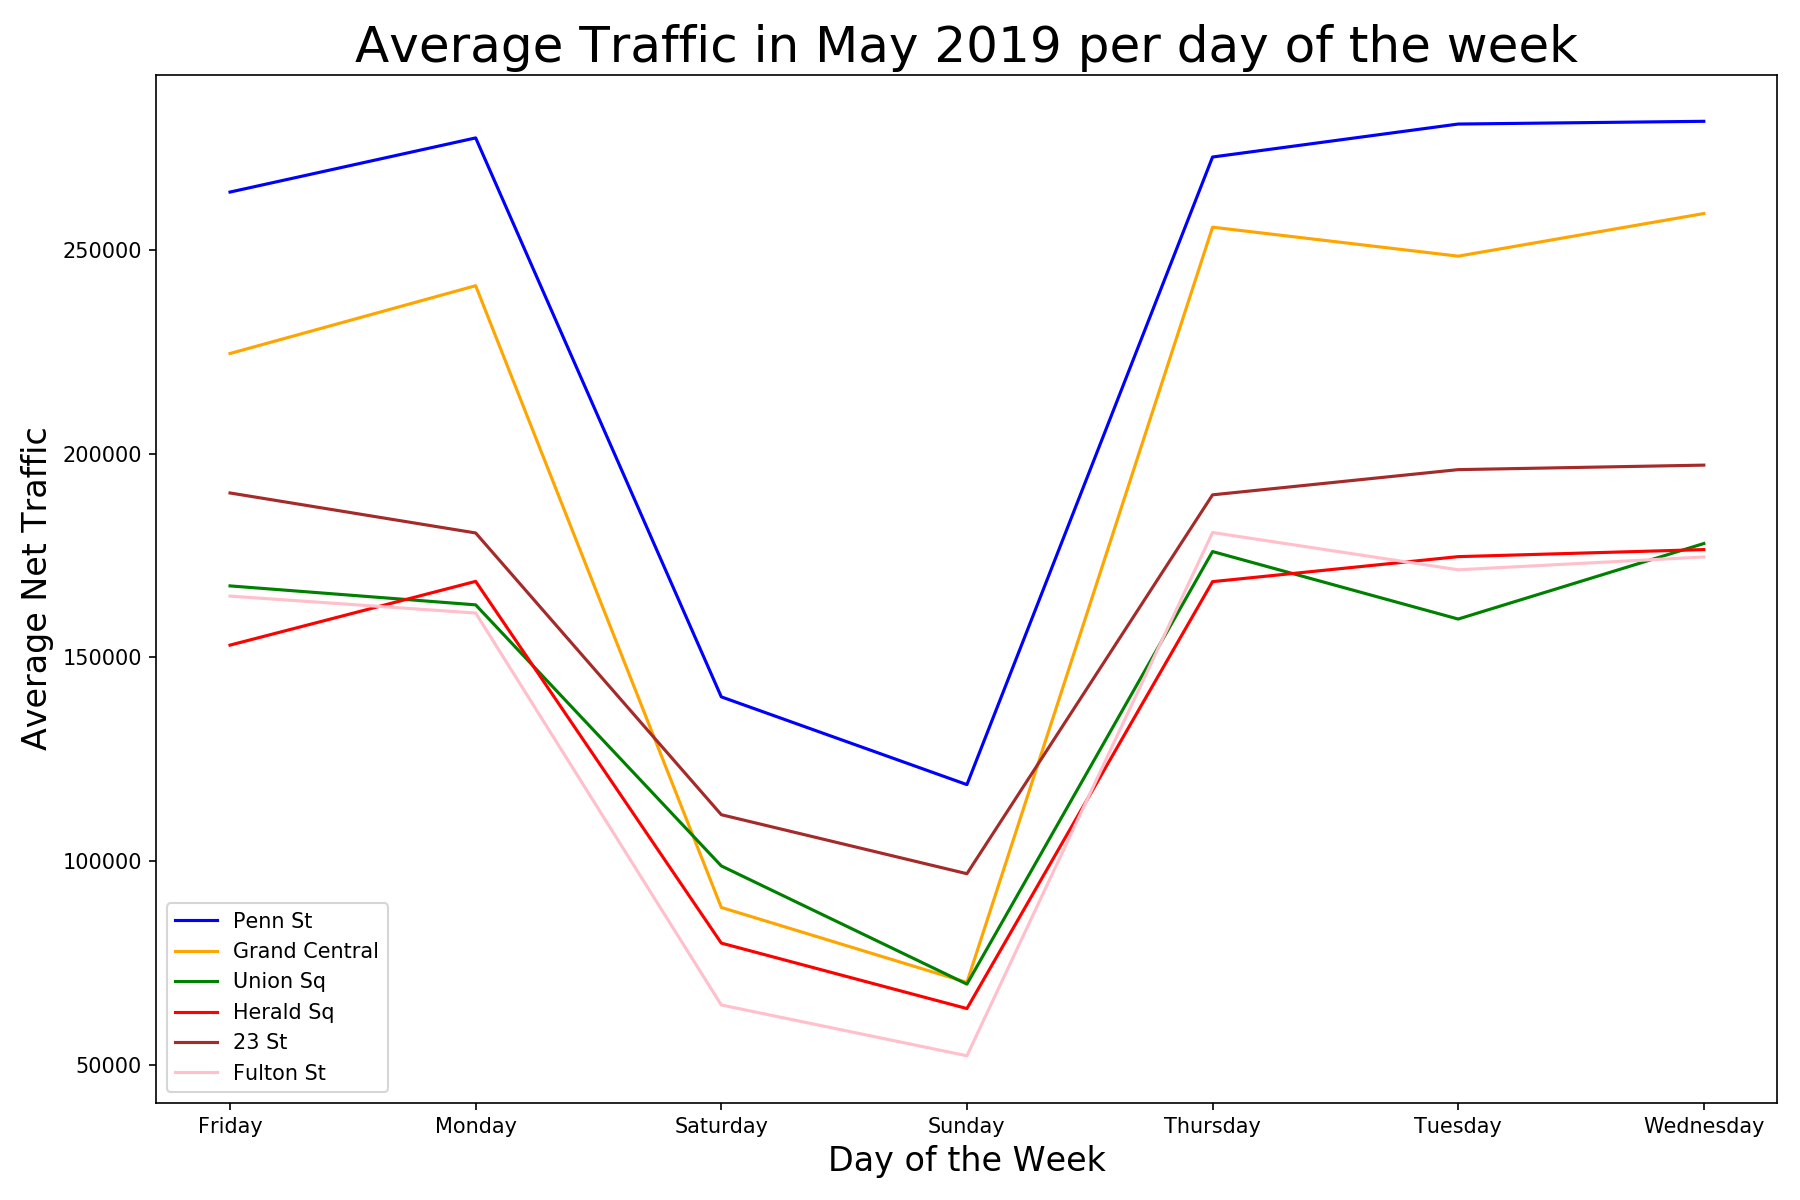 Average Traffic in May 2019 per day of the week
Average Net Traffic
250000
200000
150000
100000
50000
Penn St
Grand Central
Union Sq
Herald Sq
23 St
Fulton St
Friday Monday Saturday Sunday Thursday Tuesday Wednesday
Day of the Week